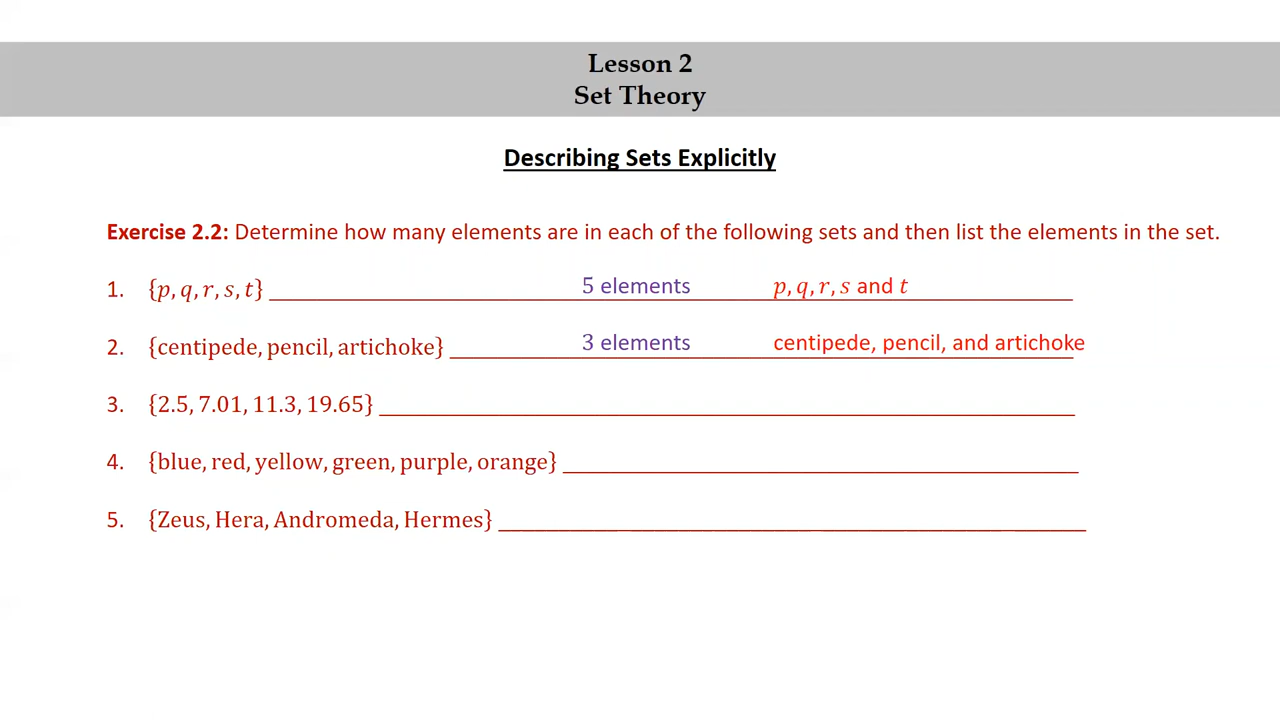 Lesson 2
Set Theory
Describing Sets Explicitly
Exercise 2.2: Determine how many elements are in each of the following sets and then list the elements in the set.
1. {p, q, r, s, t} 5 elements p, q, r, s and t
2. {centipede, pencil, artichoke} 3 elements centipede, pencil, and artichoke
3. {2.5, 7.01, 11.3, 19.65}
4. {blue, red, yellow, green, purple, orange}
5. {Zeus, Hera, Andromeda, Hermes}